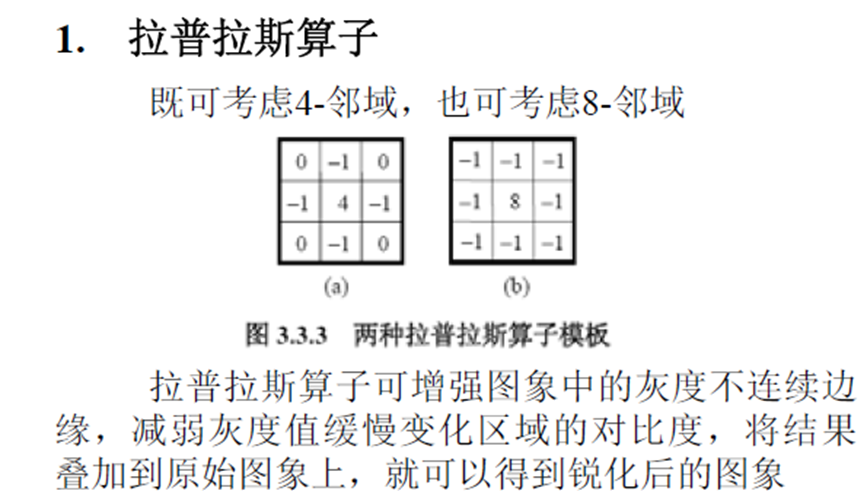 1. 拉普拉斯算子
既可考虑4-邻域，也可考虑8-邻域
0 –1 0 –1 –1 –1
–1 4 –1 –1 8 –1
0 –1 0 –1 –1 –1
(a) (b)
图 3.3.3 两种拉普拉斯算子模板
拉普拉斯算子可增强图象中的灰度不连续边
缘，减弱灰度值缓慢变化区域的对比度，将结果
叠加到原始图象上，就可以得到锐化后的图象